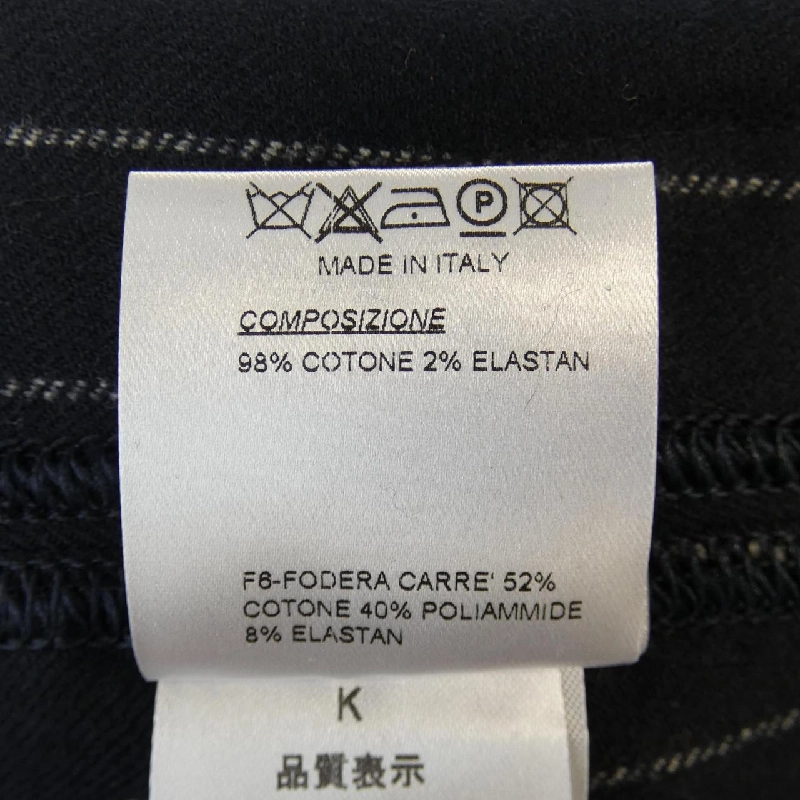 P
MADE IN ITALY
COMPOSIZIONE
98% COTONE 2% ELASTAN
F6-FODERA CARRE' 52%
COTONE 40% POLIAMMIDE
8% ELASTAN
K
品質表示